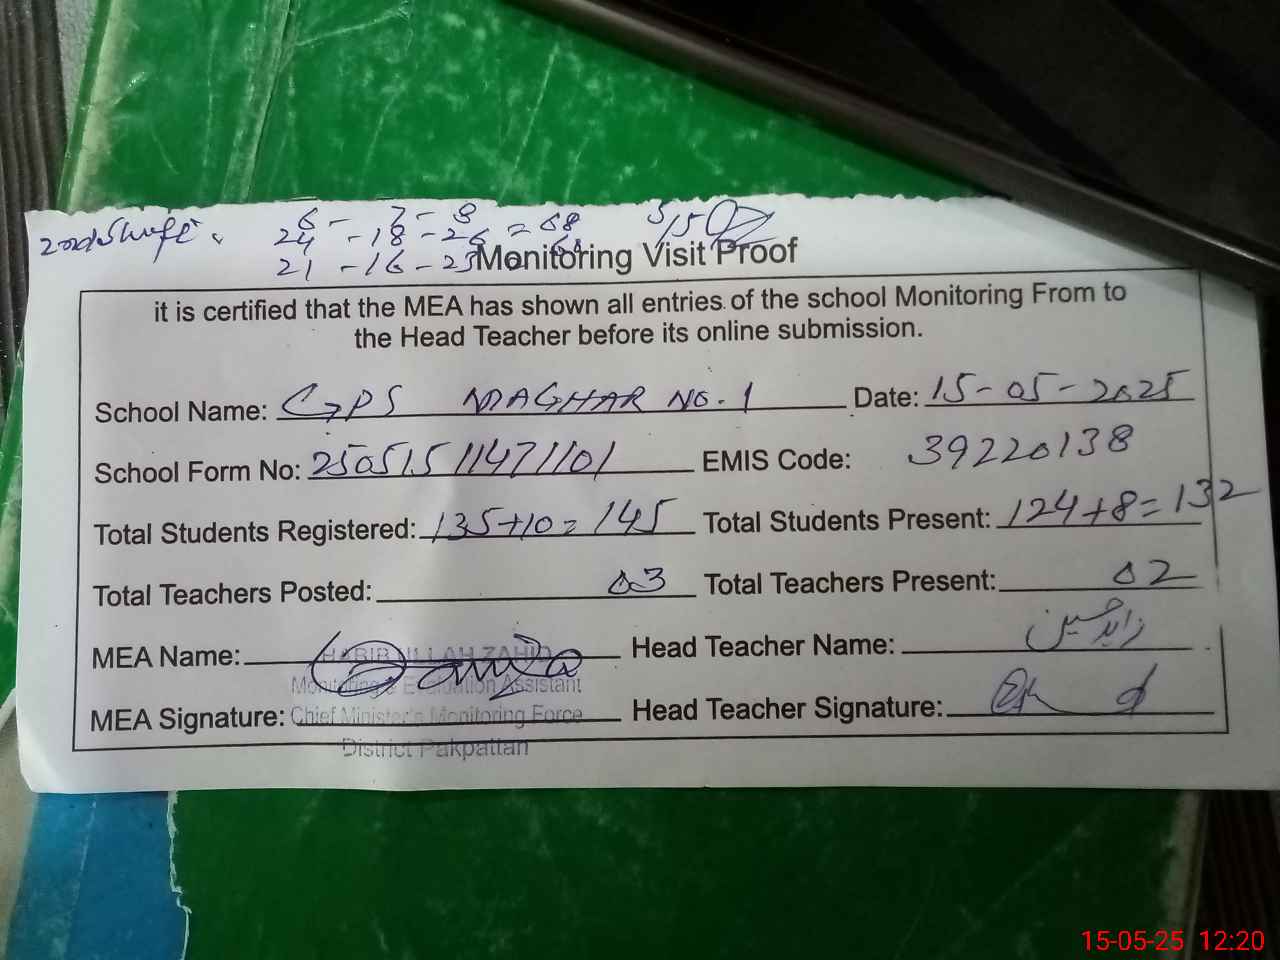 2nd Shift
6 - 7 - 8
24 - 18 - 26 = 68
21 - 16 - 23
Monitoring Visit Proof
it is certified that the MEA has shown all entries of the school Monitoring From to
the Head Teacher before its online submission.
School Name: GPS MAGHAR NO. 1 Date: 15-05-2025
School Form No: 25051511471101 EMIS Code: 39220138
Total Students Registered: 135+10=145 Total Students Present: 124+8=132
Total Teachers Posted: 03 Total Teachers Present: 02
MEA Name: HABIB ULLAH ZAHID Head Teacher Name: زاہد حسین
Monitoring & Evaluation Assistant
MEA Signature: Chief Minister's Monitoring Force Head Teacher Signature:
District Pakpattan
15-05-25 12:20